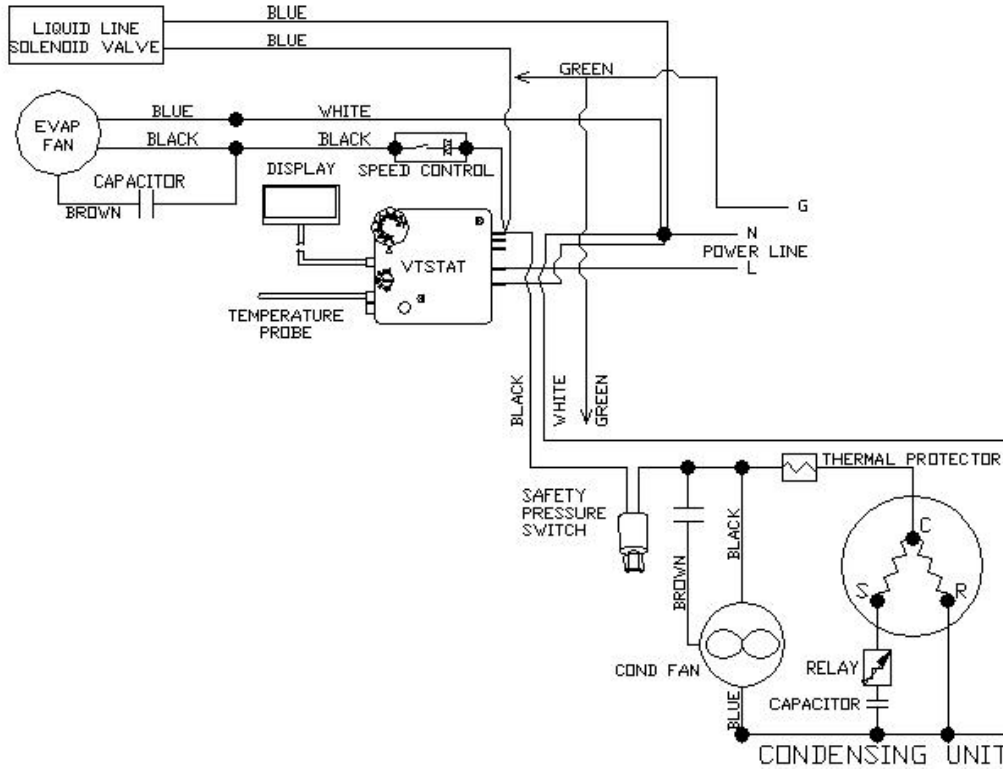 BLUE
LIQUID LINE
SOLENOID VALVE
BLUE
GREEN
BLUE
WHITE
EVAP
FAN
BLACK
BLACK
DISPLAY
SPEED CONTROL
CAPACITOR
BROWN
G
N
POWER LINE
L
VTSTAT
TEMPERATURE
PROBE
BLACK
WHITE
GREEN
THERMAL PROTECTOR
SAFETY
PRESSURE
SWITCH
BLACK
C
BROWN
S
R
COND FAN
RELAY
BLUE
CAPACITOR
CONDENSING UNIT